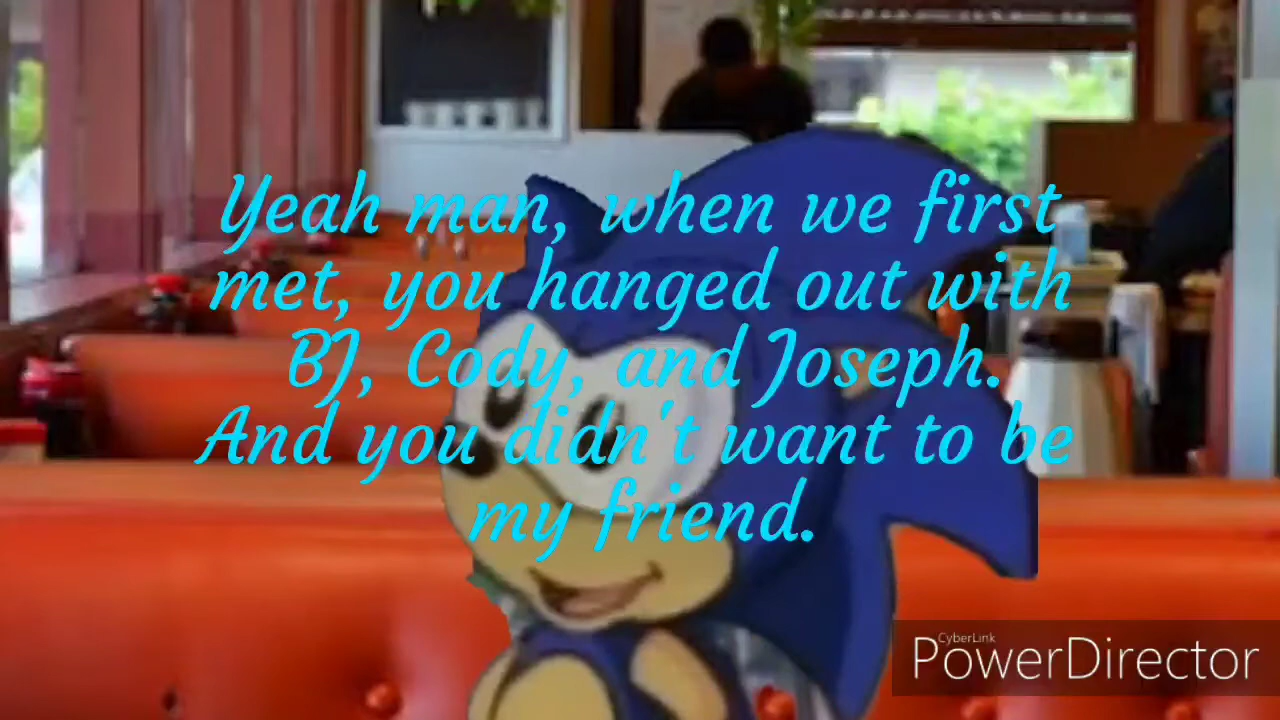 Yeah man, when we first
met, you hanged out with
BJ, Cody, and Joseph.
And you didn't want to be
my friend.
CyberLink
PowerDirector